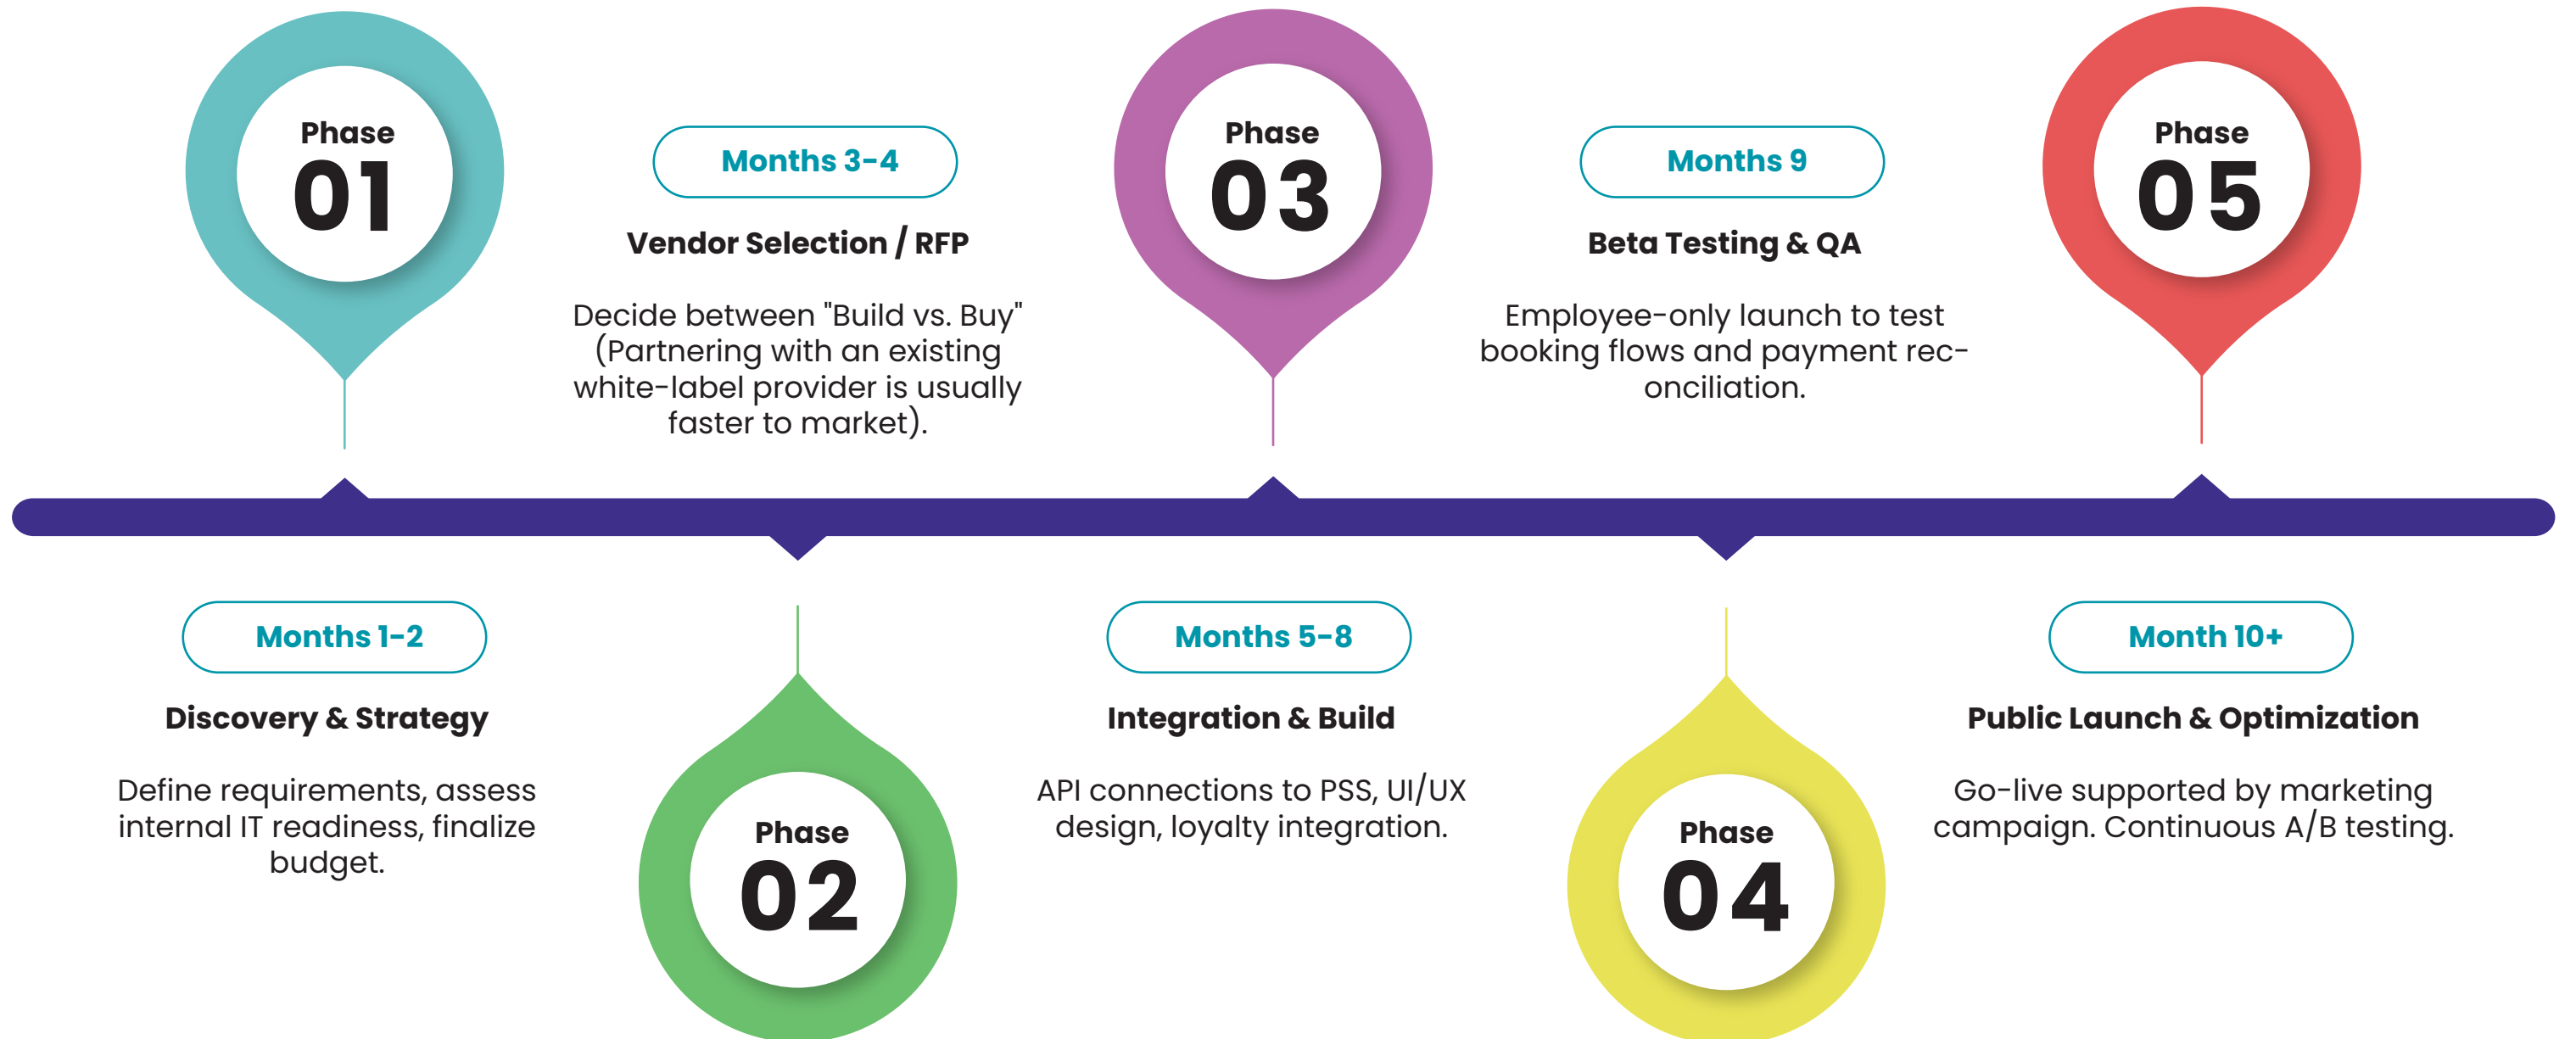 Phase
01
Months 1-2
Discovery & Strategy
Define requirements, assess
internal IT readiness, finalize
budget.
Months 3-4
Vendor Selection / RFP
Decide between "Build vs. Buy"
(Partnering with an existing
white-label provider is usually
faster to market).
Phase
02
Phase
03
Months 5-8
Integration & Build
API connections to PSS, UI/UX
design, loyalty integration.
Months 9
Beta Testing & QA
Employee-only launch to test
booking flows and payment rec-
onciliation.
Phase
04
Phase
05
Month 10+
Public Launch & Optimization
Go-live supported by marketing
campaign. Continuous A/B testing.